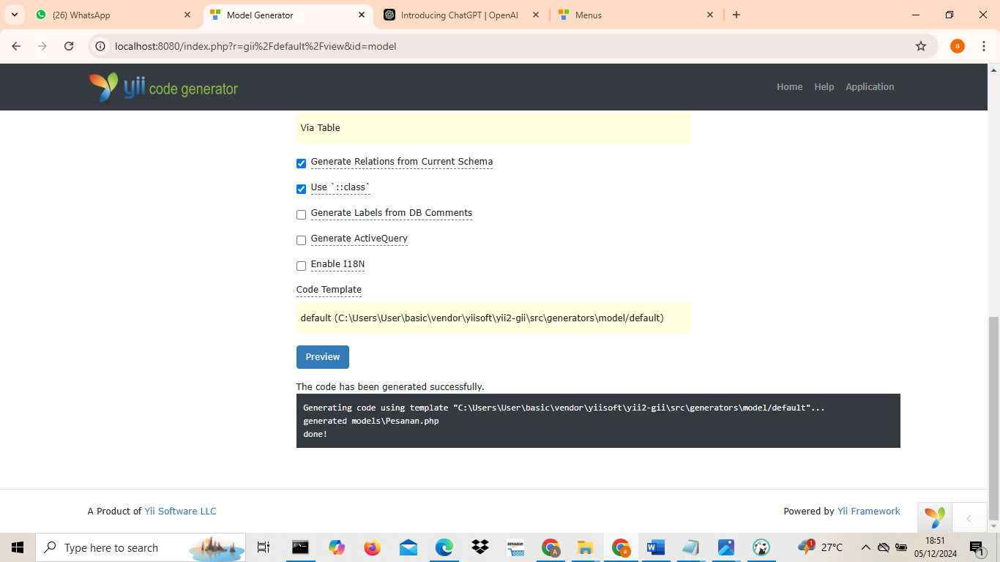 (26) WhatsApp
Model Generator
Introducing ChatGPT | OpenAI
Menus
localhost:8080/index.php?r=gii%2Fdefault%2Fview&id=model
a
yii code generator
Home Help Application
Via Table
Generate Relations from Current Schema
Use `::class`
Generate Labels from DB Comments
Generate ActiveQuery
Enable I18N
Code Template
default (C:\Users\User\basic\vendor\yiisoft\yii2-gii\src\generators\model/default)
Preview
The code has been generated successfully.
Generating code using template "C:\Users\User\basic\vendor\yiisoft\yii2-gii\src\generators\model/default"...
generated models\Pesanan.php
done!
A Product of Yii Software LLC
Powered by Yii Framework
Type here to search
amazon
A
a
1
27°C
18:51
05/12/2024
1